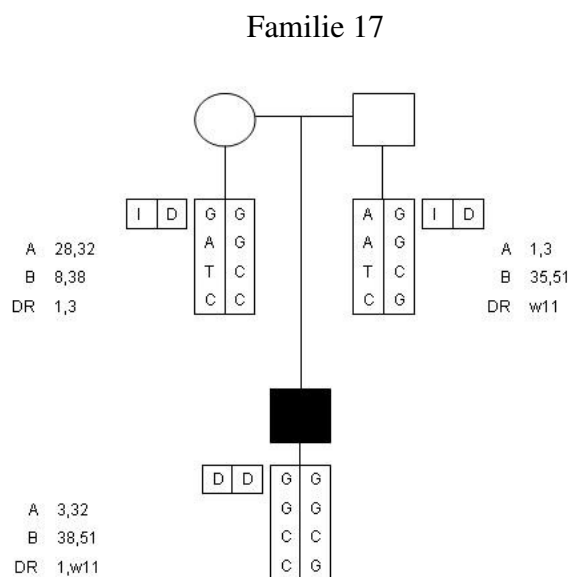 Familie 17
I D G G A G I D
A 28,32 A G A G A 1,3
B 8,38 T C T C B 35,51
DR 1,3 C C C G DR w11
D D G G
A 3,32 G G
B 38,51 C C
DR 1,w11 C G